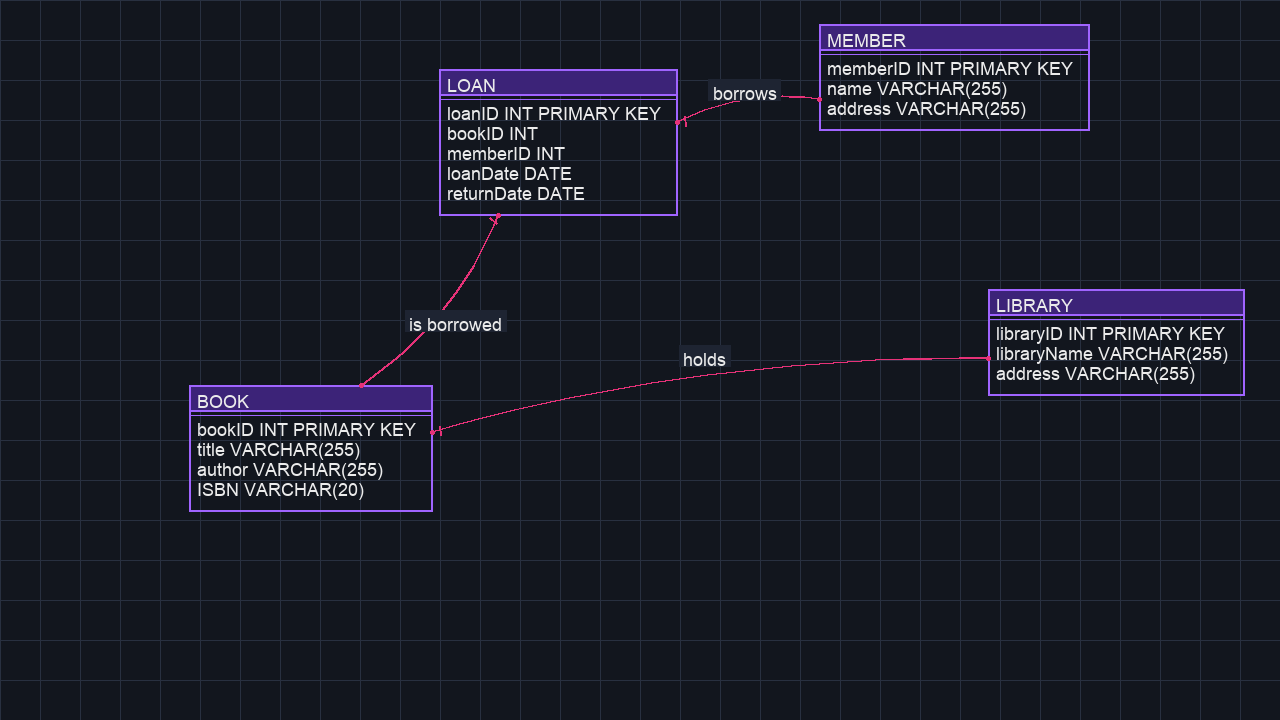 MEMBER
memberID INT PRIMARY KEY
name VARCHAR(255)
address VARCHAR(255)
LOAN
loanID INT PRIMARY KEY
bookID INT
memberID INT
loanDate DATE
returnDate DATE
borrows
is borrowed
holds
LIBRARY
libraryID INT PRIMARY KEY
libraryName VARCHAR(255)
address VARCHAR(255)
BOOK
bookID INT PRIMARY KEY
title VARCHAR(255)
author VARCHAR(255)
ISBN VARCHAR(20)